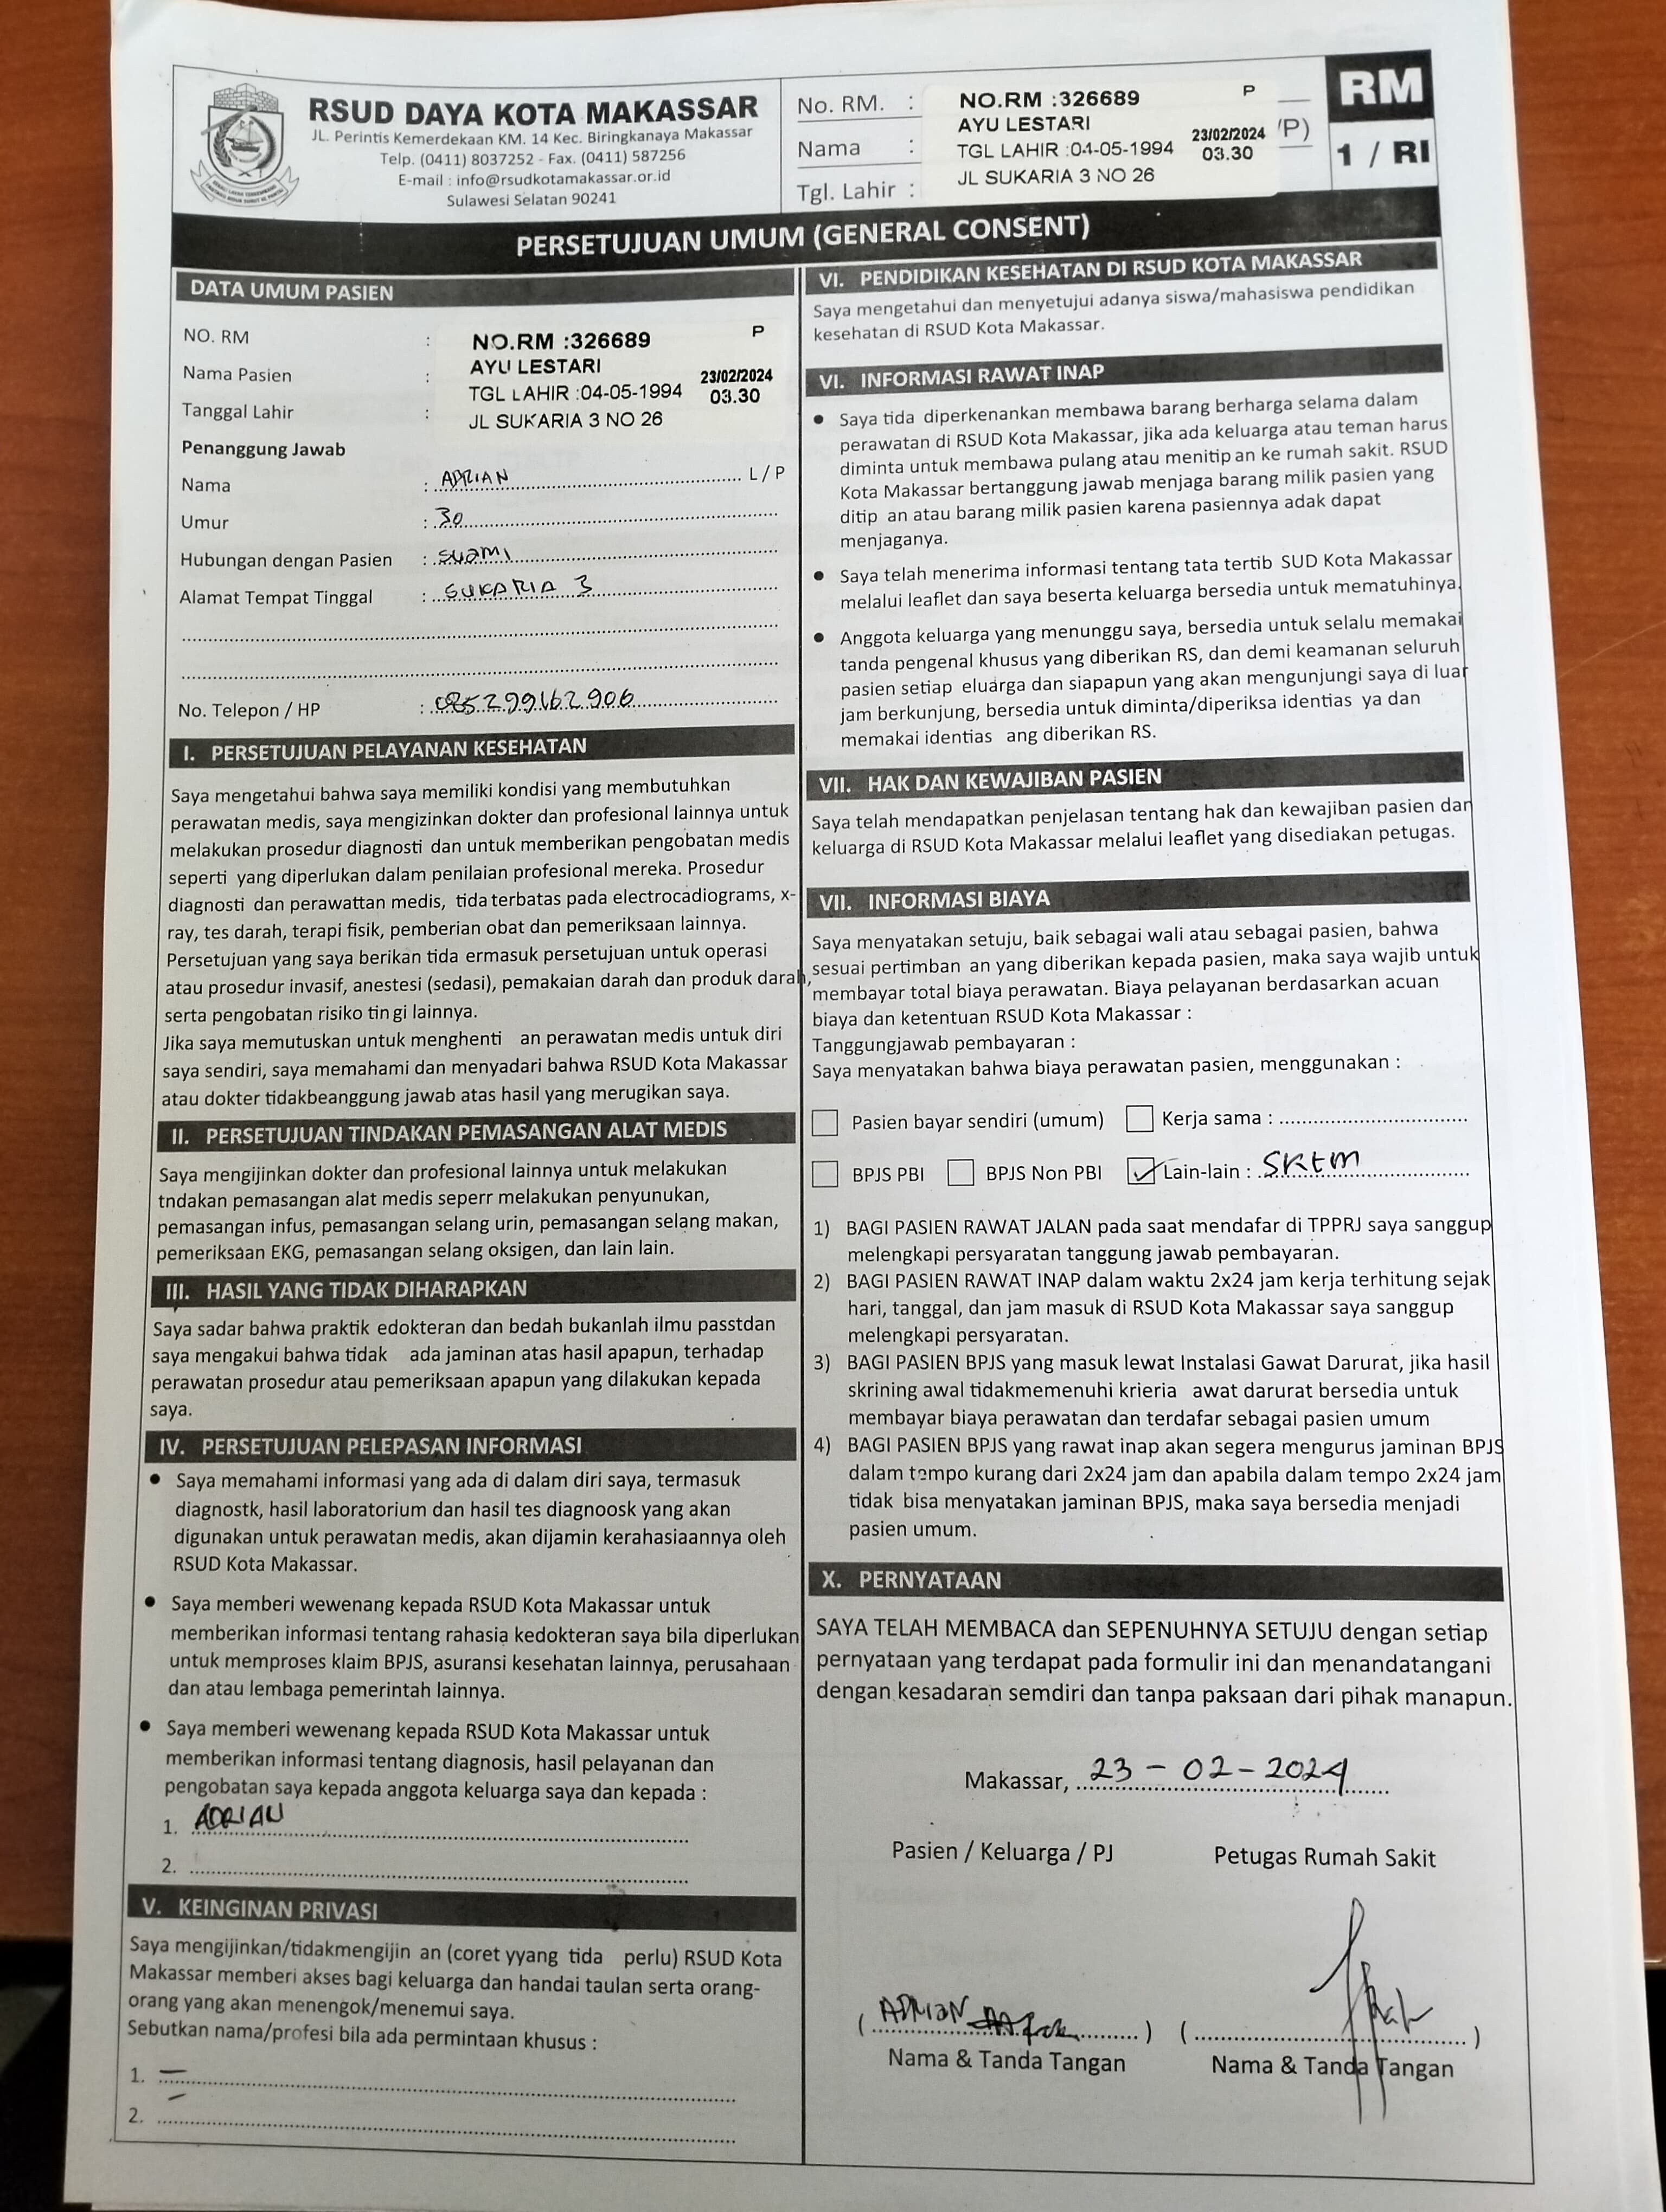 RSUD DAYA KOTA MAKASSAR
JL. Perintis Kemerdekaan KM. 14 Kec. Biringkanaya Makassar
Telp. (0411) 8037252 - Fax. (0411) 587256
E-mail : info@rsudkotamakassar.or.id
Sulawesi Selatan 90241
No. RM. :
Nama :
Tgl. Lahir :
NO.RM :326689 P
AYU LESTARI
TGL LAHIR :04-05-1994 23/02/2024
03.30
JL SUKARIA 3 NO 26
/P)
RM
1 / RI
PERSETUJUAN UMUM (GENERAL CONSENT)
DATA UMUM PASIEN
NO. RM :
Nama Pasien :
Tanggal Lahir :
NO.RM :326689 P
AYU LESTARI
TGL LAHIR :04-05-1994 23/02/2024
03.30
JL SUKARIA 3 NO 26
Penanggung Jawab
Nama : ADRIAN L / P
Umur : 30
Hubungan dengan Pasien : SUAMI
Alamat Tempat Tinggal : SUKARIA 3
No. Telepon / HP : 085299162906
I. PERSETUJUAN PELAYANAN KESEHATAN
Saya mengetahui bahwa saya memiliki kondisi yang membutuhkan
perawatan medis, saya mengizinkan dokter dan profesional lainnya untuk
melakukan prosedur diagnosti dan untuk memberikan pengobatan medis
seperti yang diperlukan dalam penilaian profesional mereka. Prosedur
diagnosti dan perawattan medis, tida terbatas pada electrocadiograms, x-
ray, tes darah, terapi fisik, pemberian obat dan pemeriksaan lainnya.
Persetujuan yang saya berikan tida ermasuk persetujuan untuk operasi
atau prosedur invasif, anestesi (sedasi), pemakaian darah dan produk darah,
serta pengobatan risiko tin gi lainnya.
Jika saya memutuskan untuk menghenti an perawatan medis untuk diri
saya sendiri, saya memahami dan menyadari bahwa RSUD Kota Makassar
atau dokter tidakbeanggung jawab atas hasil yang merugikan saya.
II. PERSETUJUAN TINDAKAN PEMASANGAN ALAT MEDIS
Saya mengijinkan dokter dan profesional lainnya untuk melakukan
tndakan pemasangan alat medis seperr melakukan penyunukan,
pemasangan infus, pemasangan selang urin, pemasangan selang makan,
pemeriksaan EKG, pemasangan selang oksigen, dan lain lain.
III. HASIL YANG TIDAK DIHARAPKAN
Saya sadar bahwa praktik edokteran dan bedah bukanlah ilmu passtdan
saya mengakui bahwa tidak ada jaminan atas hasil apapun, terhadap
perawatan prosedur atau pemeriksaan apapun yang dilakukan kepada
saya.
IV. PERSETUJUAN PELEPASAN INFORMASI
• Saya memahami informasi yang ada di dalam diri saya, termasuk
diagnostk, hasil laboratorium dan hasil tes diagnoosk yang akan
digunakan untuk perawatan medis, akan dijamin kerahasiaannya oleh
RSUD Kota Makassar.
• Saya memberi wewenang kepada RSUD Kota Makassar untuk
memberikan informasi tentang rahasia kedokteran saya bila diperlukan
untuk memproses klaim BPJS, asuransi kesehatan lainnya, perusahaan
dan atau lembaga pemerintah lainnya.
• Saya memberi wewenang kepada RSUD Kota Makassar untuk
memberikan informasi tentang diagnosis, hasil pelayanan dan
pengobatan saya kepada anggota keluarga saya dan kepada :
1. ADRIAN
2.
V. KEINGINAN PRIVASI
Saya mengijinkan/tidakmengijin an (coret yyang tida perlu) RSUD Kota
Makassar memberi akses bagi keluarga dan handai taulan serta orang-
orang yang akan menengok/menemui saya.
Sebutkan nama/profesi bila ada permintaan khusus :
1. –
2. –
VI. PENDIDIKAN KESEHATAN DI RSUD KOTA MAKASSAR
Saya mengetahui dan menyetujui adanya siswa/mahasiswa pendidikan
kesehatan di RSUD Kota Makassar.
VI. INFORMASI RAWAT INAP
• Saya tida diperkenankan membawa barang berharga selama dalam
perawatan di RSUD Kota Makassar, jika ada keluarga atau teman harus
diminta untuk membawa pulang atau menitip an ke rumah sakit. RSUD
Kota Makassar bertanggung jawab menjaga barang milik pasien yang
ditip an atau barang milik pasien karena pasiennya adak dapat
menjaganya.
• Saya telah menerima informasi tentang tata tertib SUD Kota Makassar
melalui leaflet dan saya beserta keluarga bersedia untuk mematuhinya.
• Anggota keluarga yang menunggu saya, bersedia untuk selalu memakai
tanda pengenal khusus yang diberikan RS, dan demi keamanan seluruh
pasien setiap eluarga dan siapapun yang akan mengunjungi saya di luar
jam berkunjung, bersedia untuk diminta/diperiksa identias ya dan
memakai identias ang diberikan RS.
VII. HAK DAN KEWAJIBAN PASIEN
Saya telah mendapatkan penjelasan tentang hak dan kewajiban pasien dan
keluarga di RSUD Kota Makassar melalui leaflet yang disediakan petugas.
VII. INFORMASI BIAYA
Saya menyatakan setuju, baik sebagai wali atau sebagai pasien, bahwa
sesuai pertimban an yang diberikan kepada pasien, maka saya wajib untuk
membayar total biaya perawatan. Biaya pelayanan berdasarkan acuan
biaya dan ketentuan RSUD Kota Makassar :
Tanggungjawab pembayaran :
Saya menyatakan bahwa biaya perawatan pasien, menggunakan :
Pasien bayar sendiri (umum) Kerja sama :
BPJS PBI BPJS Non PBI ✓ Lain-lain : SKtm
1) BAGI PASIEN RAWAT JALAN pada saat mendafar di TPPRJ saya sanggup
melengkapi persyaratan tanggung jawab pembayaran.
2) BAGI PASIEN RAWAT INAP dalam waktu 2x24 jam kerja terhitung sejak
hari, tanggal, dan jam masuk di RSUD Kota Makassar saya sanggup
melengkapi persyaratan.
3) BAGI PASIEN BPJS yang masuk lewat Instalasi Gawat Darurat, jika hasil
skrining awal tidakmemenuhi krieria awat darurat bersedia untuk
membayar biaya perawatan dan terdafar sebagai pasien umum
4) BAGI PASIEN BPJS yang rawat inap akan segera mengurus jaminan BPJS
dalam tempo kurang dari 2x24 jam dan apabila dalam tempo 2x24 jam
tidak bisa menyatakan jaminan BPJS, maka saya bersedia menjadi
pasien umum.
X. PERNYATAAN
SAYA TELAH MEMBACA dan SEPENUHNYA SETUJU dengan setiap
pernyataan yang terdapat pada formulir ini dan menandatangani
dengan kesadaran semdiri dan tanpa paksaan dari pihak manapun.
Makassar, 23 - 02 - 2024
Pasien / Keluarga / PJ Petugas Rumah Sakit
( ADRIAN ) ( )
Nama & Tanda Tangan Nama & Tanda Tangan